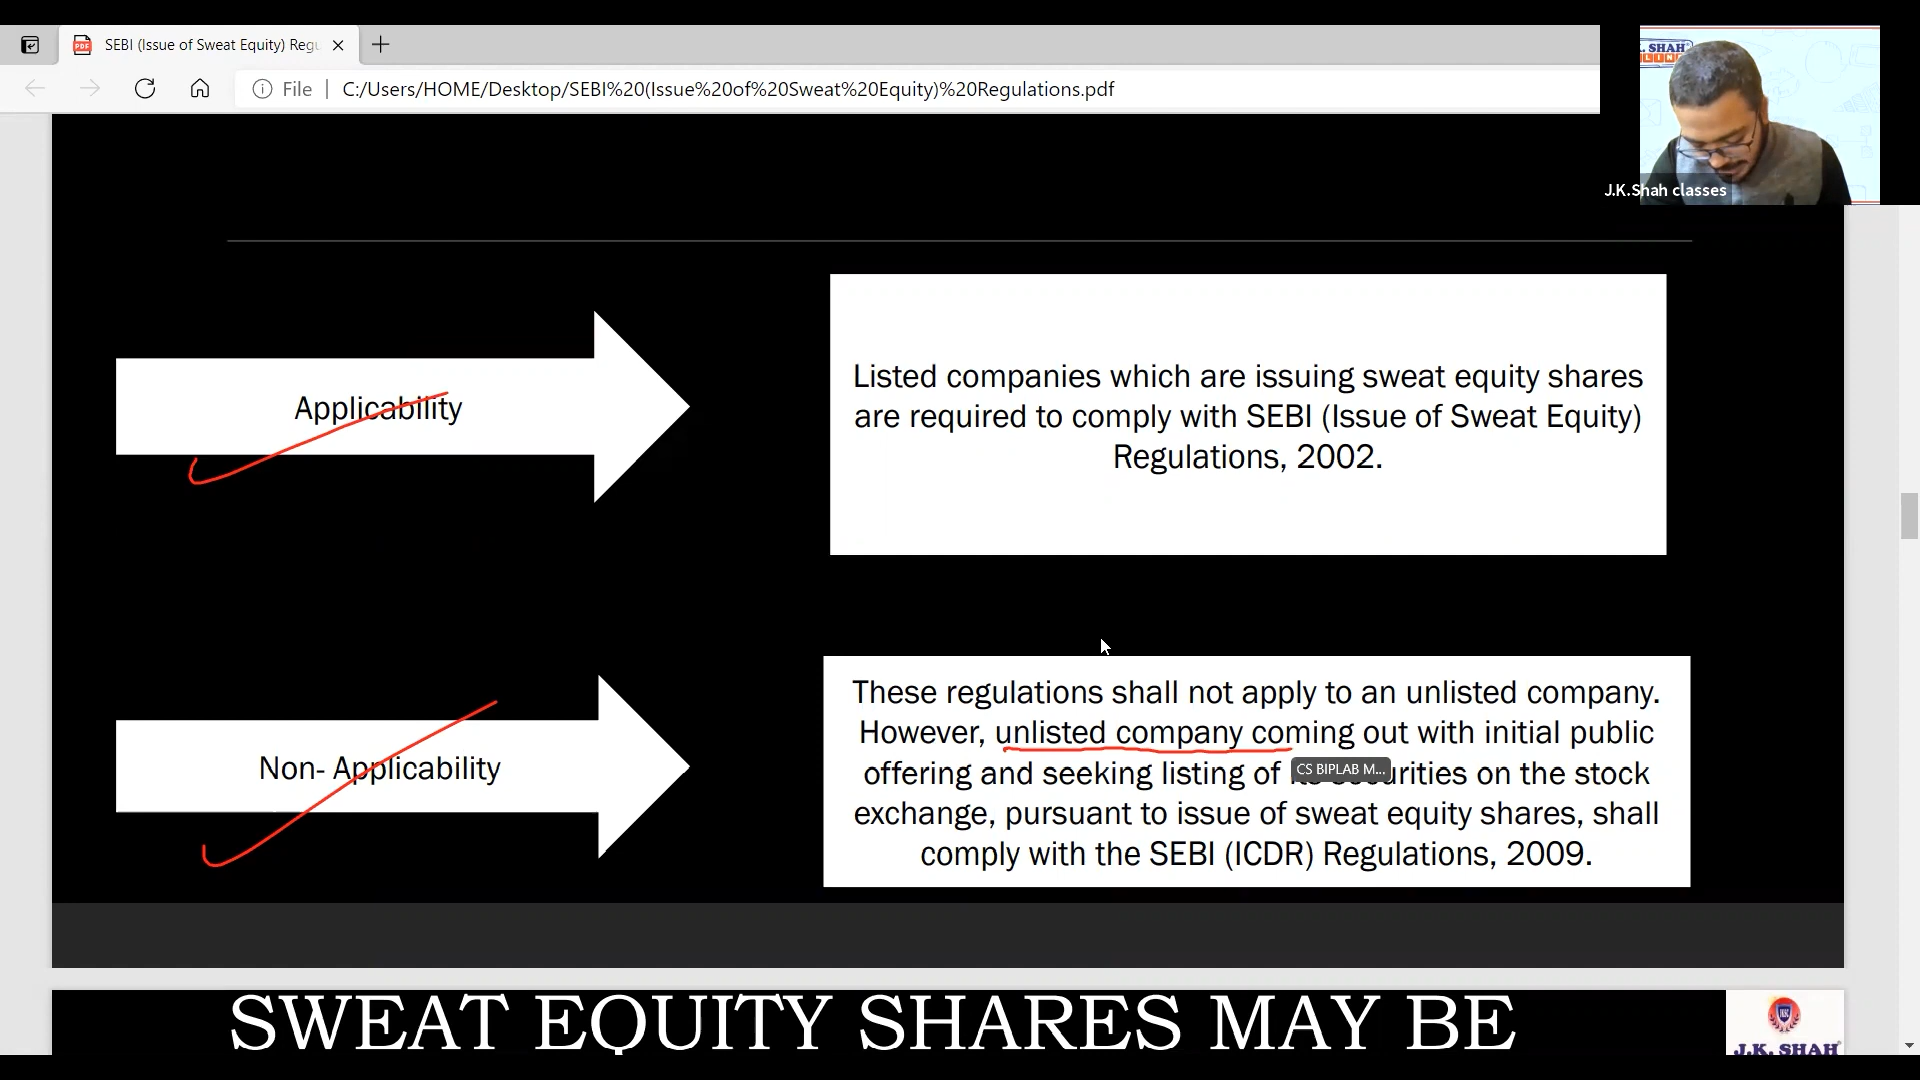 SEBI (Issue of Sweat Equity) Regu
File
C:/Users/HOME/Desktop/SEBI%20(Issue%20of%20Sweat%20Equity)%20Regulations.pdf
K. SHAH
J.K.Shah classes
Applicability
Listed companies which are issuing sweat equity shares
are required to comply with SEBI (Issue of Sweat Equity)
Regulations, 2002.
Non- Applicability
These regulations shall not apply to an unlisted company.
However, unlisted company coming out with initial public
offering and seeking listing of its securities on the stock
CS BIPLAB M...
exchange, pursuant to issue of sweat equity shares, shall
comply with the SEBI (ICDR) Regulations, 2009.
SWEAT EQUITY SHARES MAY BE
J.K. SHAH